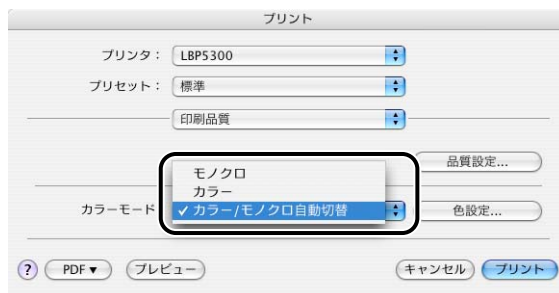 プリント
プリンタ： LBP5300
プリセット： 標準
印刷品質
品質設定...
モノクロ
カラー
カラーモード ✓ カラー/モノクロ自動切替 色設定...
? PDF ▼ プレビュー キャンセル プリント